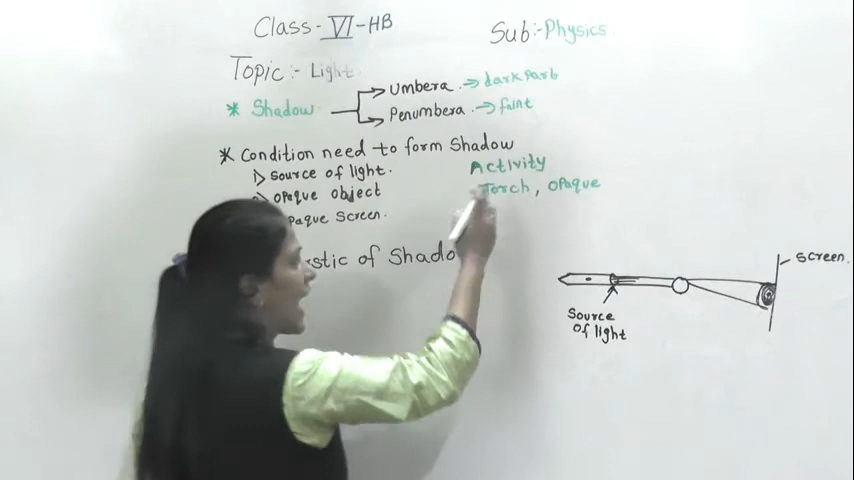 Class - VI - HB
Sub:- Physics.
Topic:- Light
* Shadow. Umbera. → dark part
Penumbera . → faint
* Condition need to form Shadow
1) Source of light.
opaque object
paque Screen.
Activity
Torch, opaque
stic of Shado
Screen.
Source
of light